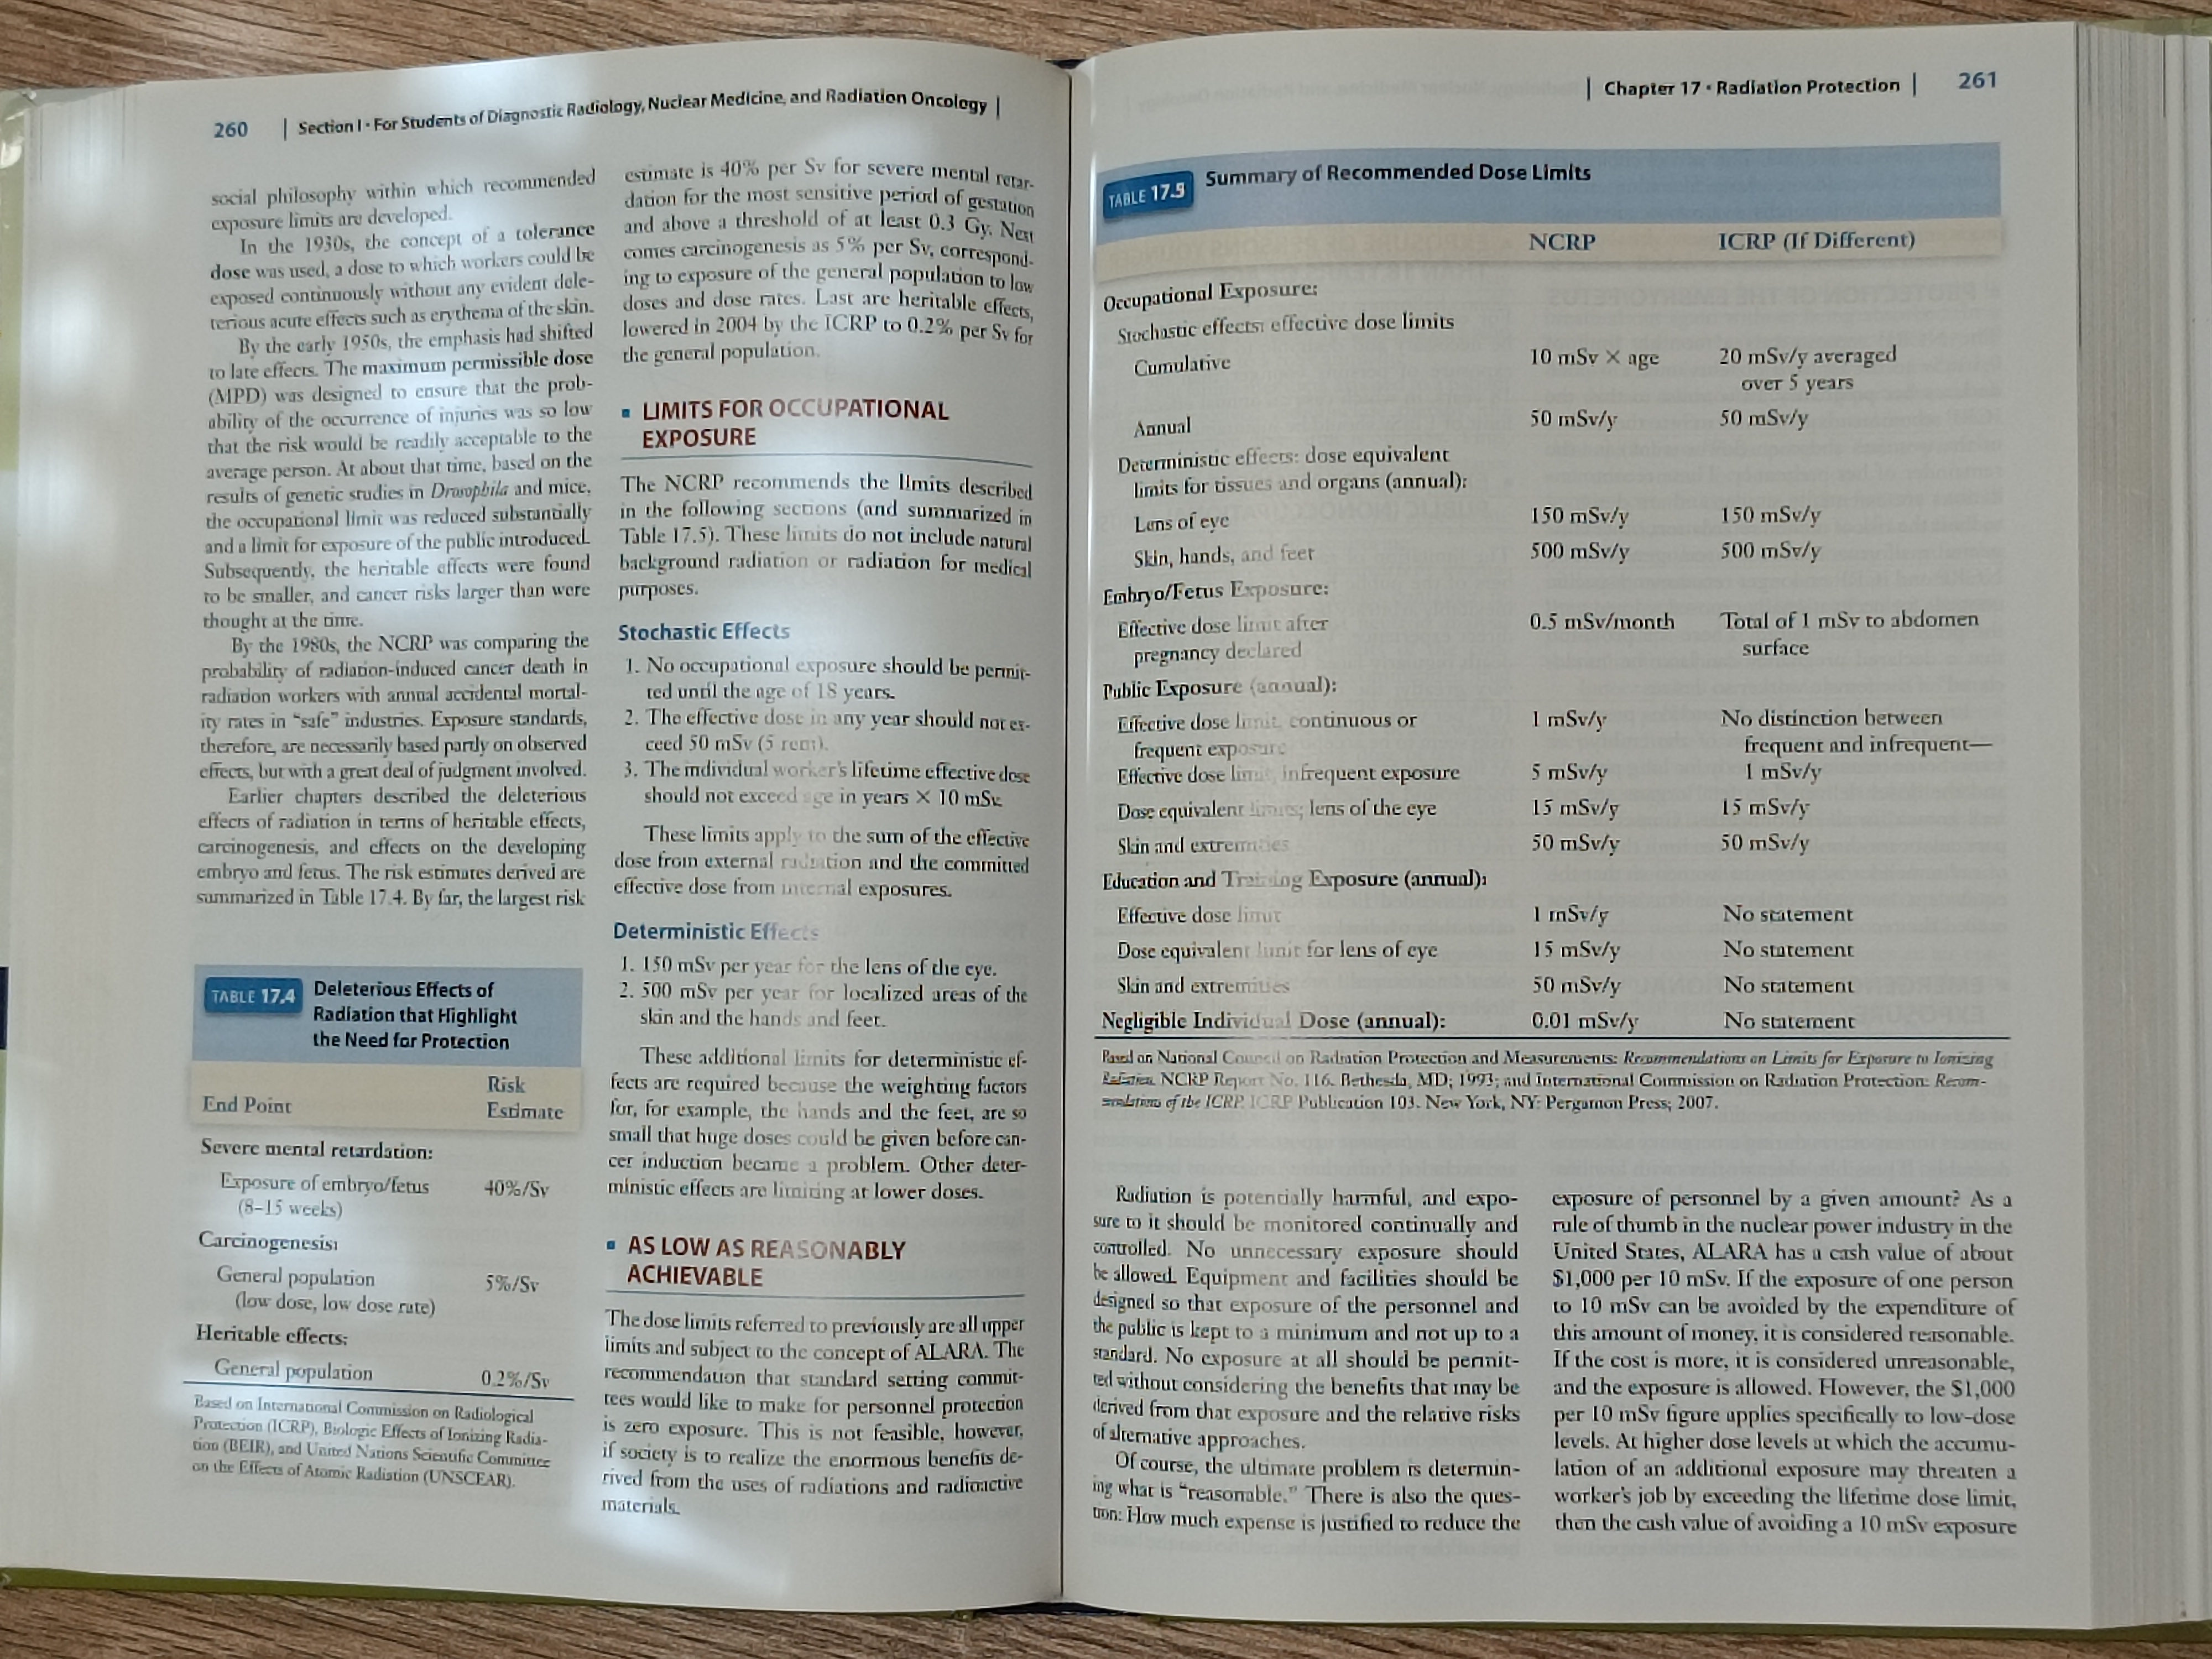 260 | Section I · For Students of Diagnostic Radiology, Nuclear Medicine, and Radiation Oncology |
social philosophy within which recommended
exposure limits are developed.
In the 1930s, the concept of a tolerance
dose was used, a dose to which workers could be
exposed continuously without any evident dele-
terious acute effects such as erythema of the skin.
By the early 1950s, the emphasis had shifted
to late effects. The maximum permissible dose
(MPD) was designed to ensure that the prob-
ability of the occurrence of injuries was so low
that the risk would be readily acceptable to the
average person. At about that time, based on the
results of genetic studies in Drosophila and mice,
the occupational limit was reduced substantially
and a limit for exposure of the public introduced.
Subsequently, the heritable effects were found
to be smaller, and cancer risks larger than were
thought at the time.
By the 1980s, the NCRP was comparing the
probability of radiation-induced cancer death in
radiation workers with annual accidental mortal-
ity rates in “safe” industries. Exposure standards,
therefore, are necessarily based partly on observed
effects, but with a great deal of judgment involved.
Earlier chapters described the deleterious
effects of radiation in terms of heritable effects,
carcinogenesis, and effects on the developing
embryo and fetus. The risk estimates derived are
summarized in Table 17.4. By far, the largest risk
TABLE 17.4 Deleterious Effects of
Radiation that Highlight
the Need for Protection
End Point Risk
Estimate
Severe mental retardation:
Exposure of embryo/fetus 40%/Sv
(8–15 weeks)
Carcinogenesis:
General population 5%/Sv
(low dose, low dose rate)
Heritable effects:
General population 0.2%/Sv
Based on International Commission on Radiological
Protection (ICRP), Biologic Effects of Ionizing Radia-
tion (BEIR), and United Nations Scientific Committee
on the Effects of Atomic Radiation (UNSCEAR).
estimate is 40% per Sv for severe mental retar-
dation for the most sensitive period of gestation
and above a threshold of at least 0.3 Gy. Next
comes carcinogenesis as 5% per Sv, correspond-
ing to exposure of the general population to low
doses and dose rates. Last are heritable effects,
lowered in 2004 by the ICRP to 0.2% per Sv for
the general population.
▪ LIMITS FOR OCCUPATIONAL
EXPOSURE
The NCRP recommends the limits described
in the following sections (and summarized in
Table 17.5). These limits do not include natural
background radiation or radiation for medical
purposes.
Stochastic Effects
1. No occupational exposure should be permit-
ted until the age of 18 years.
2. The effective dose in any year should not ex-
ceed 50 mSv (5 rem).
3. The individual worker’s lifetime effective dose
should not exceed age in years × 10 mSv.
These limits apply to the sum of the effective
dose from external radiation and the committed
effective dose from internal exposures.
Deterministic Effects
1. 150 mSv per year for the lens of the eye.
2. 500 mSv per year for localized areas of the
skin and the hands and feet.
These additional limits for deterministic ef-
fects are required because the weighting factors
for, for example, the hands and the feet, are so
small that huge doses could be given before can-
cer induction became a problem. Other deter-
ministic effects are limiting at lower doses.
▪ AS LOW AS REASONABLY
ACHIEVABLE
The dose limits referred to previously are all upper
limits and subject to the concept of ALARA. The
recommendation that standard setting commit-
tees would like to make for personnel protection
is zero exposure. This is not feasible, however,
if society is to realize the enormous benefits de-
rived from the uses of radiations and radioactive
materials.
| Chapter 17 · Radiation Protection | 261
TABLE 17.5 Summary of Recommended Dose Limits
NCRP ICRP (If Different)
Occupational Exposure:
Stochastic effects: effective dose limits
Cumulative 10 mSv × age 20 mSv/y averaged
over 5 years
Annual 50 mSv/y 50 mSv/y
Deterministic effects: dose equivalent
limits for tissues and organs (annual):
Lens of eye 150 mSv/y 150 mSv/y
Skin, hands, and feet 500 mSv/y 500 mSv/y
Embryo/Fetus Exposure:
Effective dose limit after 0.5 mSv/month Total of 1 mSv to abdomen
pregnancy declared surface
Public Exposure (annual):
Effective dose limit, continuous or 1 mSv/y No distinction between
frequent exposure frequent and infrequent—
Effective dose limit, infrequent exposure 5 mSv/y 1 mSv/y
Dose equivalent limits; lens of the eye 15 mSv/y 15 mSv/y
Skin and extremities 50 mSv/y 50 mSv/y
Education and Training Exposure (annual):
Effective dose limit 1 mSv/y No statement
Dose equivalent limit for lens of eye 15 mSv/y No statement
Skin and extremities 50 mSv/y No statement
Negligible Individual Dose (annual): 0.01 mSv/y No statement
Based on National Council on Radiation Protection and Measurements: Recommendations on Limits for Exposure to Ionizing
Radiation. NCRP Report No. 116. Bethesda, MD; 1993; and International Commission on Radiation Protection: Recom-
mendations of the ICRP. ICRP Publication 103. New York, NY: Pergamon Press; 2007.
Radiation is potentially harmful, and expo-
sure to it should be monitored continually and
controlled. No unnecessary exposure should
be allowed. Equipment and facilities should be
designed so that exposure of the personnel and
the public is kept to a minimum and not up to a
standard. No exposure at all should be permit-
ted without considering the benefits that may be
derived from that exposure and the relative risks
of alternative approaches.
Of course, the ultimate problem is determin-
ing what is “reasonable.” There is also the ques-
tion: How much expense is justified to reduce the
exposure of personnel by a given amount? As a
rule of thumb in the nuclear power industry in the
United States, ALARA has a cash value of about
$1,000 per 10 mSv. If the exposure of one person
to 10 mSv can be avoided by the expenditure of
this amount of money, it is considered reasonable.
If the cost is more, it is considered unreasonable,
and the exposure is allowed. However, the $1,000
per 10 mSv figure applies specifically to low-dose
levels. At higher dose levels at which the accumu-
lation of an additional exposure may threaten a
worker’s job by exceeding the lifetime dose limit,
then the cash value of avoiding a 10 mSv exposure